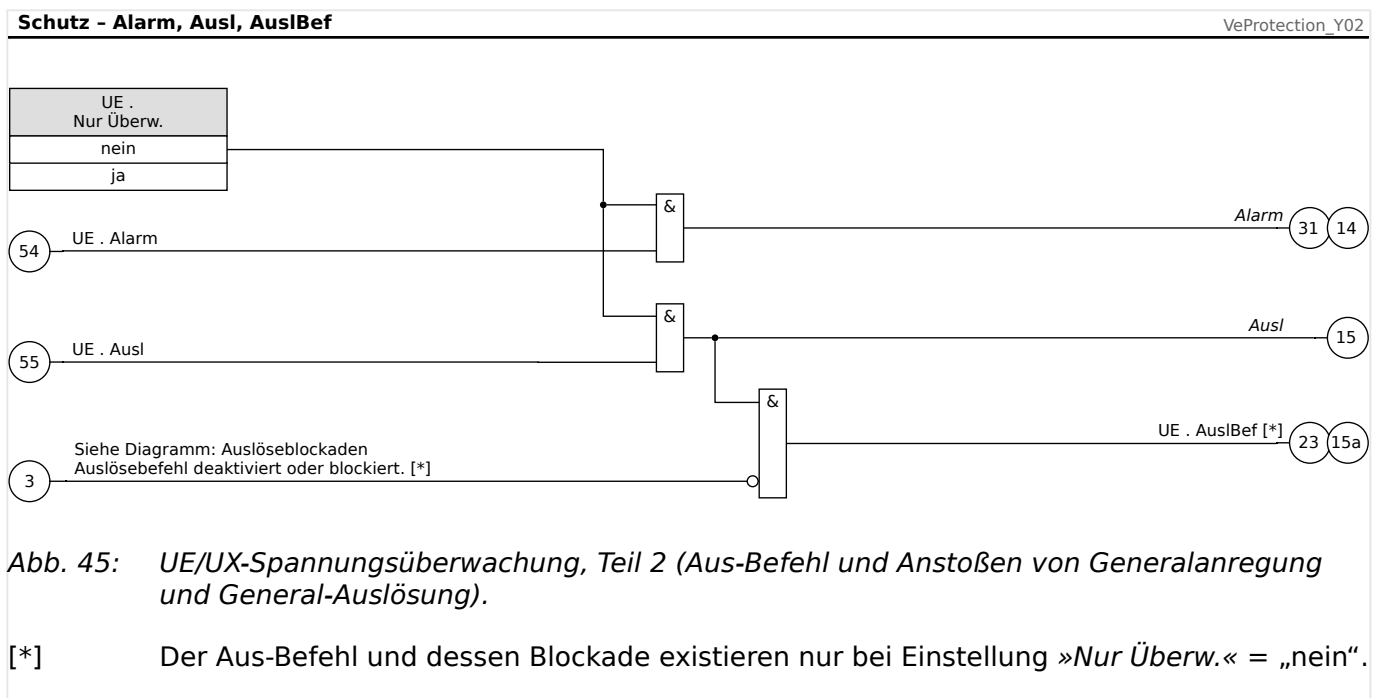 Schutz – Alarm, Ausl, AuslBef
VeProtection_Y02
UE .
Nur Überw.
nein
ja
&
Alarm
31
14
54
UE . Alarm
&
Ausl
15
55
UE . Ausl
&
UE . AuslBef [*]
23
15a
Siehe Diagramm: Auslöseblockaden
Auslösebefehl deaktiviert oder blockiert. [*]
3
Abb. 45: UE/UX-Spannungsüberwachung, Teil 2 (Aus-Befehl und Anstoßen von Generalanregung
und General-Auslösung).
[*] Der Aus-Befehl und dessen Blockade existieren nur bei Einstellung »Nur Überw.« = „nein“.